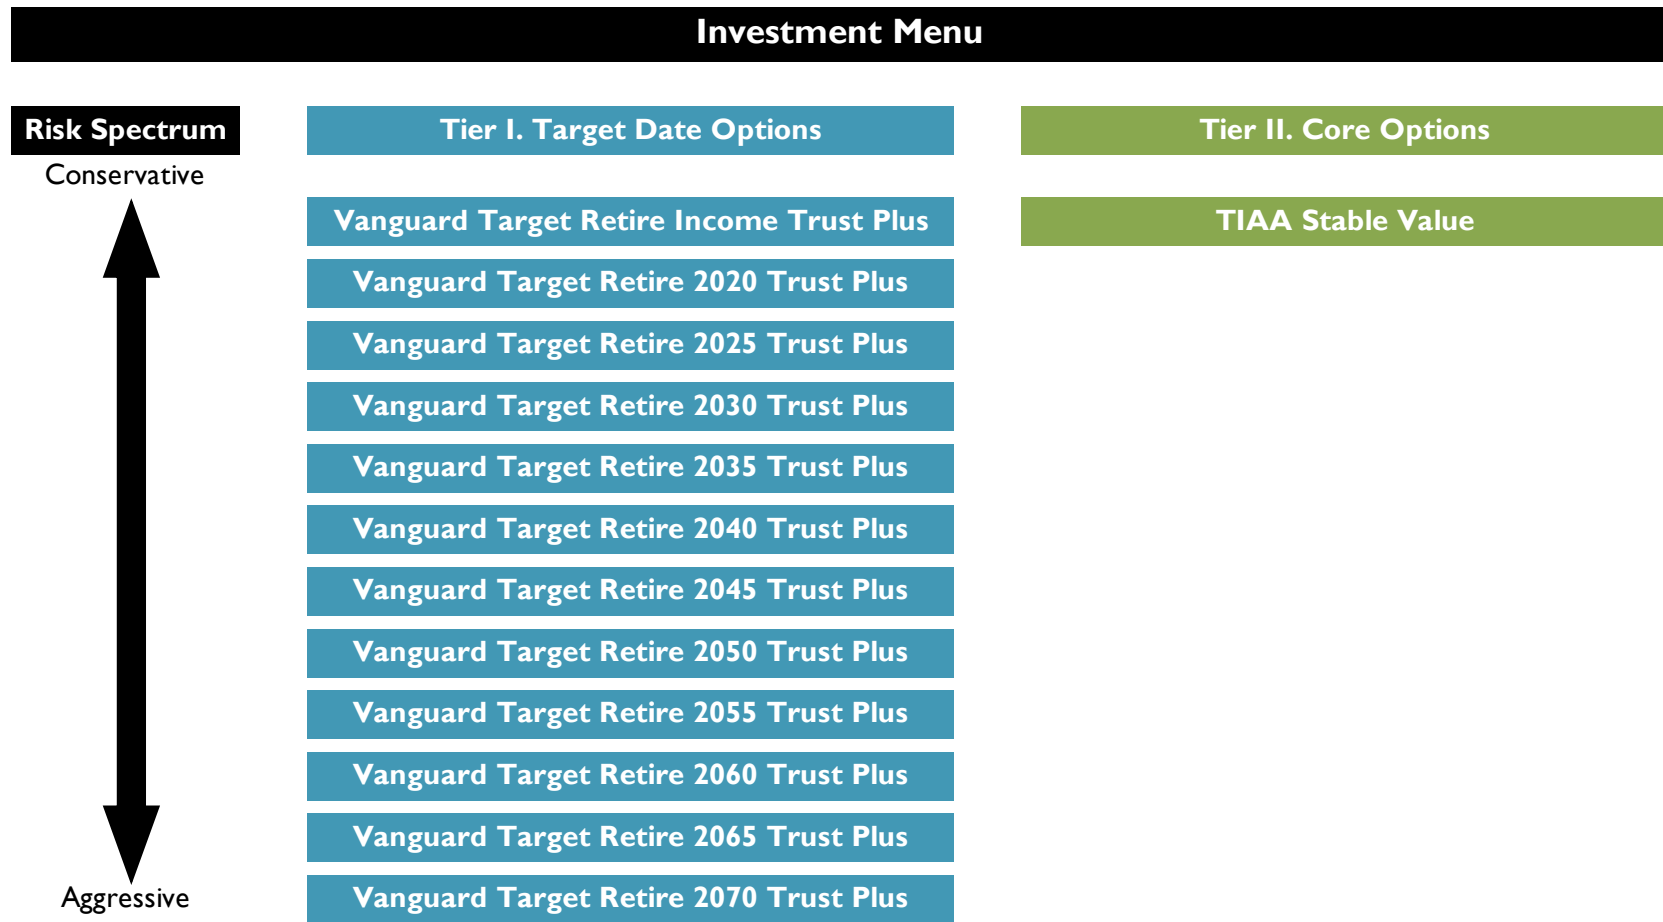 Investment Menu
Risk Spectrum
Tier I. Target Date Options
Tier II. Core Options
Conservative
Vanguard Target Retire Income Trust Plus
TIAA Stable Value
Vanguard Target Retire 2020 Trust Plus
Vanguard Target Retire 2025 Trust Plus
Vanguard Target Retire 2030 Trust Plus
Vanguard Target Retire 2035 Trust Plus
Vanguard Target Retire 2040 Trust Plus
Vanguard Target Retire 2045 Trust Plus
Vanguard Target Retire 2050 Trust Plus
Vanguard Target Retire 2055 Trust Plus
Vanguard Target Retire 2060 Trust Plus
Vanguard Target Retire 2065 Trust Plus
Aggressive
Vanguard Target Retire 2070 Trust Plus